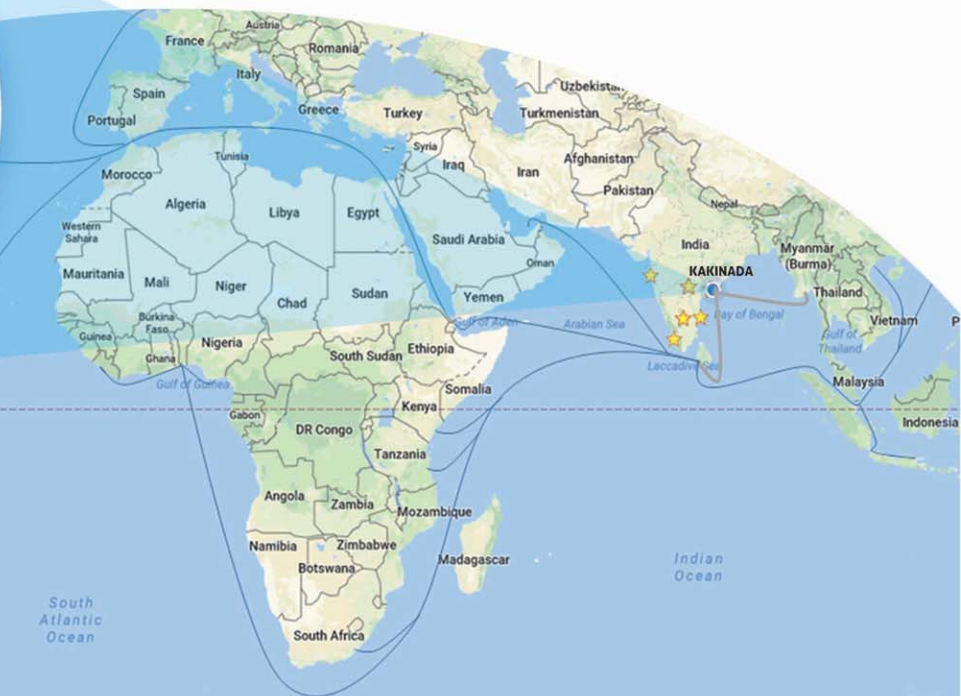 Austria
France
Romania
Italy
Uzbekistan
Spain
Greece
Turkey
Turkmenistan
Portugal
Syria
Afghanistan
Tunisia
Iraq
Iran
Morocco
Pakistan
Nepal
Algeria
Libya
Egypt
Western
Sahara
Saudi Arabia
India
Myanmar
(Burma)
Oman
KAKINADA
Mauritania
Mali
Niger
Chad
Sudan
Yemen
Thailand
Burkina
Faso
Gulf of Aden
Arabian Sea
Bay of Bengal
Vietnam
P
Guinea
Nigeria
Ethiopia
Gulf of
Thailand
Ghana
South Sudan
Laccadive Sea
Gulf of Guinea
Somalia
Malaysia
Gabon
Kenya
DR Congo
Indonesia
Tanzania
Angola
Zambia
Mozambique
Namibia
Zimbabwe
Botswana
Madagascar
Indian
Ocean
South
Atlantic
Ocean
South Africa